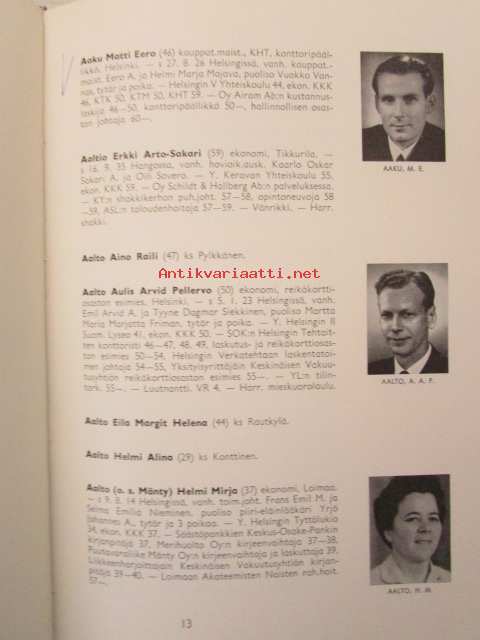 Aaku Matti Eero (46) kauppat.maist., KHT, konttoripääl-
likkö, Helsinki. — s 27. 8. 26 Helsingissä, vanh. kauppat.-
maist. Eero A. ja Helmi Marja Majava, puoliso Vuokko Van-
nas, tytär ja poika. — Helsingin V Yhteiskoulu 44, ekon. KKK
46, KTK 50, KTM 50, KHT 59. — Oy Airam Ab:n kustannus-
laskija 46—50, konttoripäällikkö 50—, hallinnollisen osas-
ton johtaja 60—.
AAKU, M. E.
Aaltio Erkki Arto-Sakari (59) ekonomi, Tikkurila. —
s 16. 9. 35 Hangossa, vanh. hovioik.ausk. Kaarlo Oskar
Sakari A. ja Oili Savero. — Y. Keravan Yhteiskoulu 55,
ekon. KKK 59. — Oy Schildt & Hallberg Ab:n palveluksessa.
— KY:n shakkikerhon puh.joht. 57—58, opintoneuvoja 58
—59, ASL:n taloudenhoitaja 57—59. — Vänrikki. — Harr.
shakki.
Aalto Aino Raili (47) ks Pylkkänen.
Antikvariaatti.net
Aalto Aulis Arvid Pellervo (50) ekonomi, reikäkortti-
osaston esimies, Helsinki. — s 5. 1. 23 Helsingissä, vanh.
Emil Arvid A. ja Tyyne Dagmar Siekkinen, puoliso Martta
Maria Marjatta Friman, tytär ja poika. — Y. Helsingin II
Suom. Lyseo 41, ekon. KKK 50. — SOK:n Helsingin Tehtait-
ten konttoristi 46—47, 48, 49, laskutus- ja reikäkorttiosas-
ton esimies 50—54, Helsingin Verkatehtaan laskentatoi-
men johtaja 54—55, Yksityisyrittäjäin Keskinäisen Vakuu-
tusyhtiön reikäkorttiosaston esimies 55—. — YL:n tilin-
tark. 55—. — Luutnantti, VR 4. — Harr. mieskuorolaulu.
AALTO, A. A. P.
Aalto Eila Margit Helena (44) ks Rautkylä.
Aalto Helmi Alina (29) ks Konttinen.
Aalto (o. s. Mänty) Helmi Mirja (37) ekonomi, Loimaa.
— s 9. 8. 14 Helsingissä, vanh. toim.joht. Frans Emil M. ja
Selma Emilia Nieminen, puoliso piiri-eläinlääkäri Yrjö
Johannes A., tytär ja 3 poikaa. — Y. Helsingin Tyttölukio
34, ekon. KKK 37. — Säästöpankkien Keskus-Osake-Pankin
kirjanpitäjä 37, Merihuolto Oy:n kirjeenvaihtaja 37—38,
Puutavaraliike Mänty Oy:n kirjeenvaihtaja ja laskuttaja 39,
Liikkeenharjoittajain Keskinäisen Vakuutusyhtiön kirjan-
pitäjä 39—40. — Loimaan Akateemisten Naisten rah.hoit.
57—.
AALTO, H. M.
13